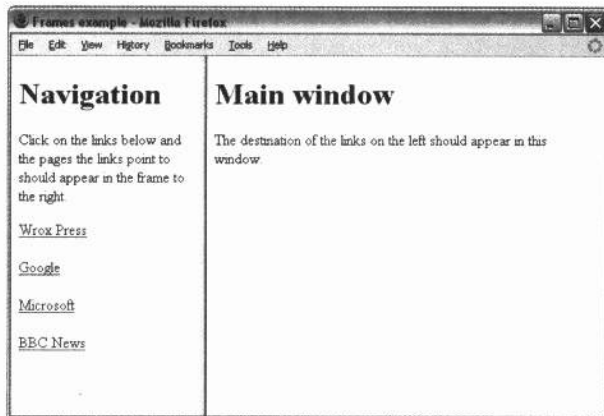 Frames example - Mozilla Firefox
File Edit View History Bookmarks Tools Help
Navigation
Click on the links below and
the pages the links point to
should appear in the frame to
the right.
Wrox Press
Google
Microsoft
BBC News
Main window
The destination of the links on the left should appear in this
window.